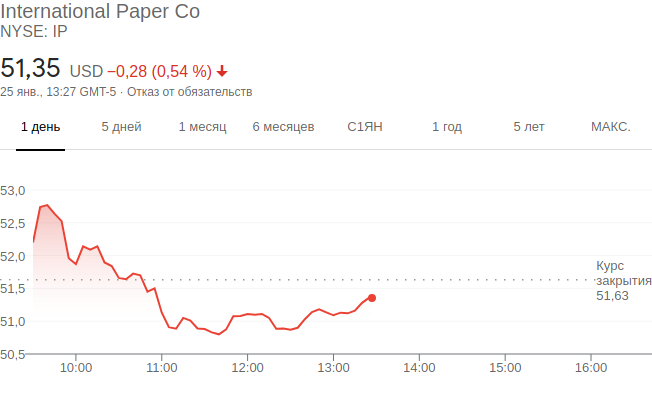 International Paper Co
NYSE: IP
51,35 USD −0,28 (0,54 %)
25 янв., 13:27 GMT-5 · Отказ от обязательств
1 день 5 дней 1 месяц 6 месяцев С1ЯН 1 год 5 лет МАКС.
53,0
52,5
52,0
51,5
51,0
50,5
Курс
закрытия
51,63
10:00 11:00 12:00 13:00 14:00 15:00 16:00